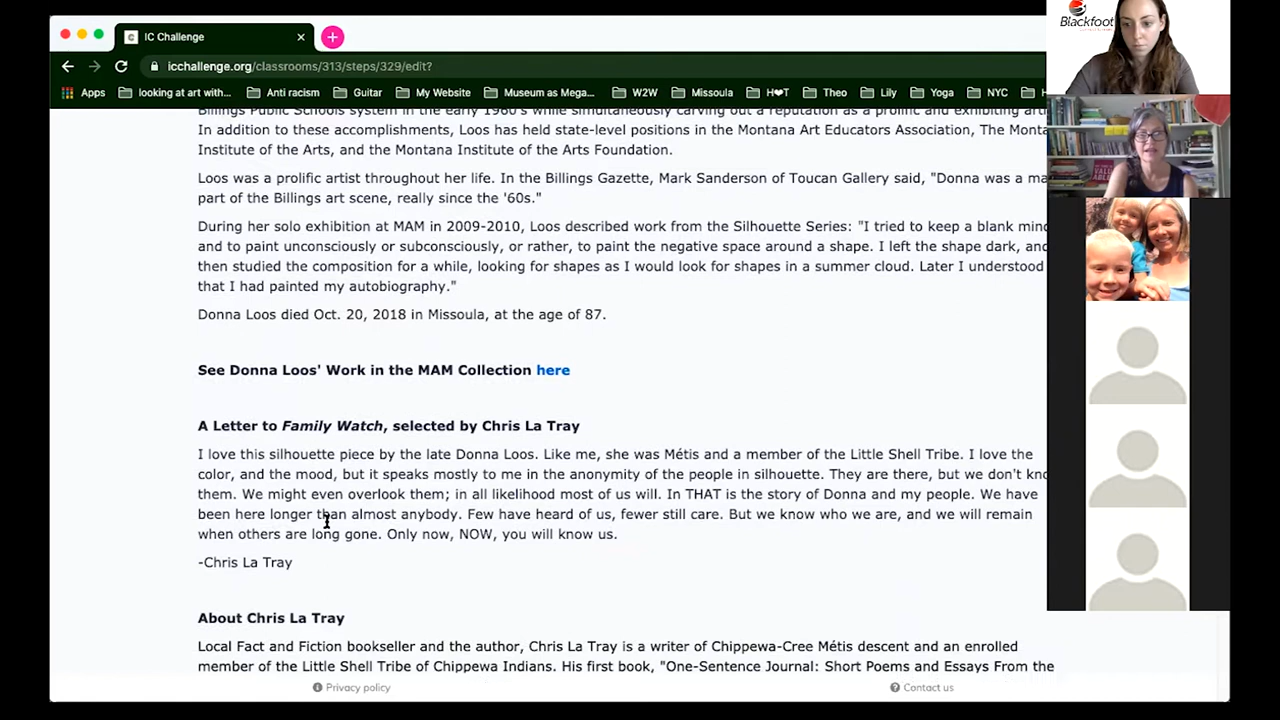 Blackfoot
IC Challenge
icchallenge.org/classrooms/313/steps/329/edit?
Apps looking at art with... Anti racism Guitar My Website Museum as Mega... W2W Missoula H❤T Theo Lily Yoga NYC H
Billings Public Schools system in the early 1960's while simultaneously carving out a reputation as a prolific and exhibiting
In addition to these accomplishments, Loos has held state-level positions in the Montana Art Educators Association, The Monta
Institute of the Arts, and the Montana Institute of the Arts Foundation.
Loos was a prolific artist throughout her life. In the Billings Gazette, Mark Sanderson of Toucan Gallery said, "Donna was a ma
part of the Billings art scene, really since the '60s."
During her solo exhibition at MAM in 2009-2010, Loos described work from the Silhouette Series: "I tried to keep a blank mind
and to paint unconsciously or subconsciously, or rather, to paint the negative space around a shape. I left the shape dark, and
then studied the composition for a while, looking for shapes as I would look for shapes in a summer cloud. Later I understood
that I had painted my autobiography."
Donna Loos died Oct. 20, 2018 in Missoula, at the age of 87.
See Donna Loos' Work in the MAM Collection here
A Letter to Family Watch, selected by Chris La Tray
I love this silhouette piece by the late Donna Loos. Like me, she was Métis and a member of the Little Shell Tribe. I love the
color, and the mood, but it speaks mostly to me in the anonymity of the people in silhouette. They are there, but we don't kno
them. We might even overlook them; in all likelihood most of us will. In THAT is the story of Donna and my people. We have
been here longer than almost anybody. Few have heard of us, fewer still care. But we know who we are, and we will remain
when others are long gone. Only now, NOW, you will know us.
-Chris La Tray
About Chris La Tray
Local Fact and Fiction bookseller and the author, Chris La Tray is a writer of Chippewa-Cree Métis descent and an enrolled
member of the Little Shell Tribe of Chippewa Indians. His first book, "One-Sentence Journal: Short Poems and Essays From the
Privacy policy
Contact us